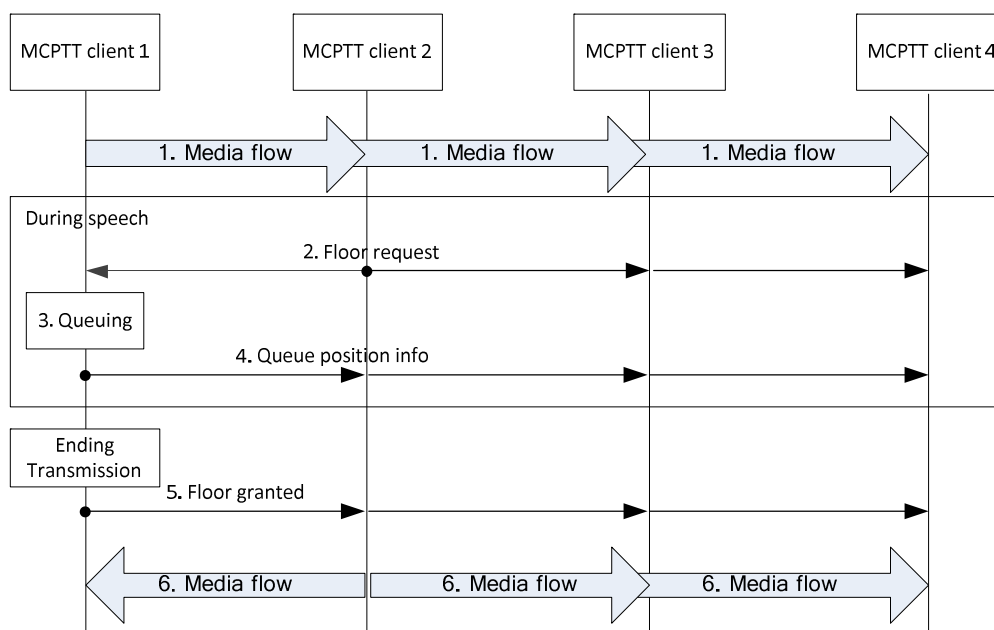 MCPTT client 1
MCPTT client 2
MCPTT client 3
MCPTT client 4
1. Media flow
1. Media flow
1. Media flow
During speech
2. Floor request
3. Queuing
4. Queue position info
Ending
Transmission
5. Floor granted
6. Media flow
6. Media flow
6. Media flow